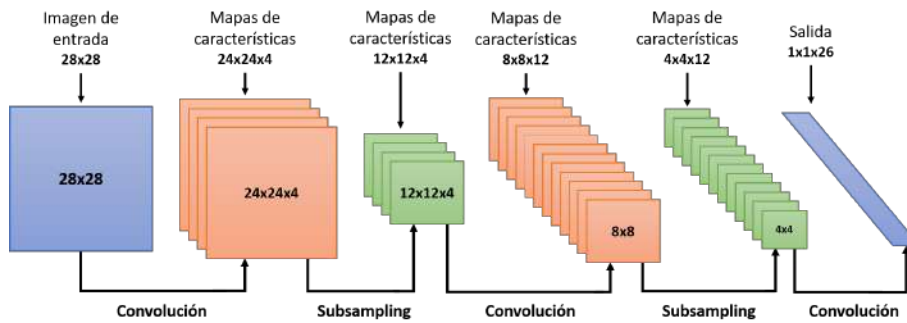 Imagen de
entrada
28x28
Mapas de
characterísticas
24x24x4
Mapas de
características
12x12x4
Mapas de
características
8x8x12
Mapas de
características
4x4x12
Salida
1x1x26
28x28
24x24x4
12x12x4
8x8
4x4
Convolución
Subsampling
Convolución
Subsampling
Convolución